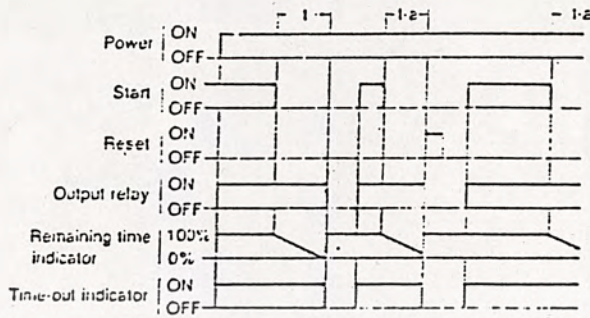 1 1-2 1-2
Power ON
OFF
Start ON
OFF
Reset ON
OFF
Output relay ON
OFF
Remaining time 100%
indicator 0%
Time-out indicator ON
OFF